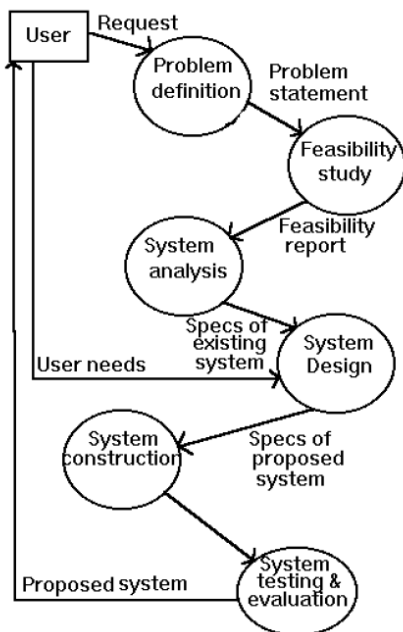 User
Request
Problem
definition
Problem
statement
Feasibility
study
Feasibility
report
System
analysis
Specs of
existing
system
User needs
System
Design
System
construction
Specs of
proposed
system
Proposed system
System
testing &
evaluation